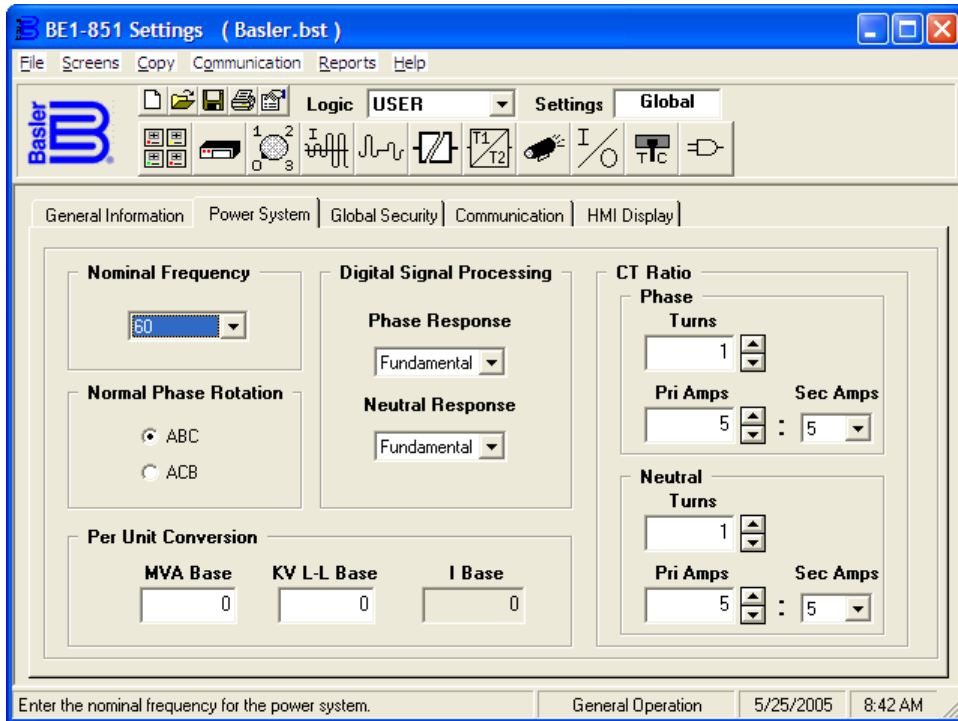 BE1-851 Settings ( Basler.bst )
File Screens Copy Communication Reports Help
Basler
Logic USER Settings Global
1 2 0 3 I T1 T2 I O T C
General Information Power System Global Security Communication HMI Display
Nominal Frequency
60
Normal Phase Rotation
ABC
ACB
Digital Signal Processing
Phase Response
Fundamental
Neutral Response
Fundamental
CT Ratio
Phase
Turns
1
Pri Amps Sec Amps
5 : 5
Neutral
Turns
1
Pri Amps Sec Amps
5 : 5
Per Unit Conversion
MVA Base KV L-L Base I Base
0 0 0
Enter the nominal frequency for the power system. General Operation 5/25/2005 8:42 AM